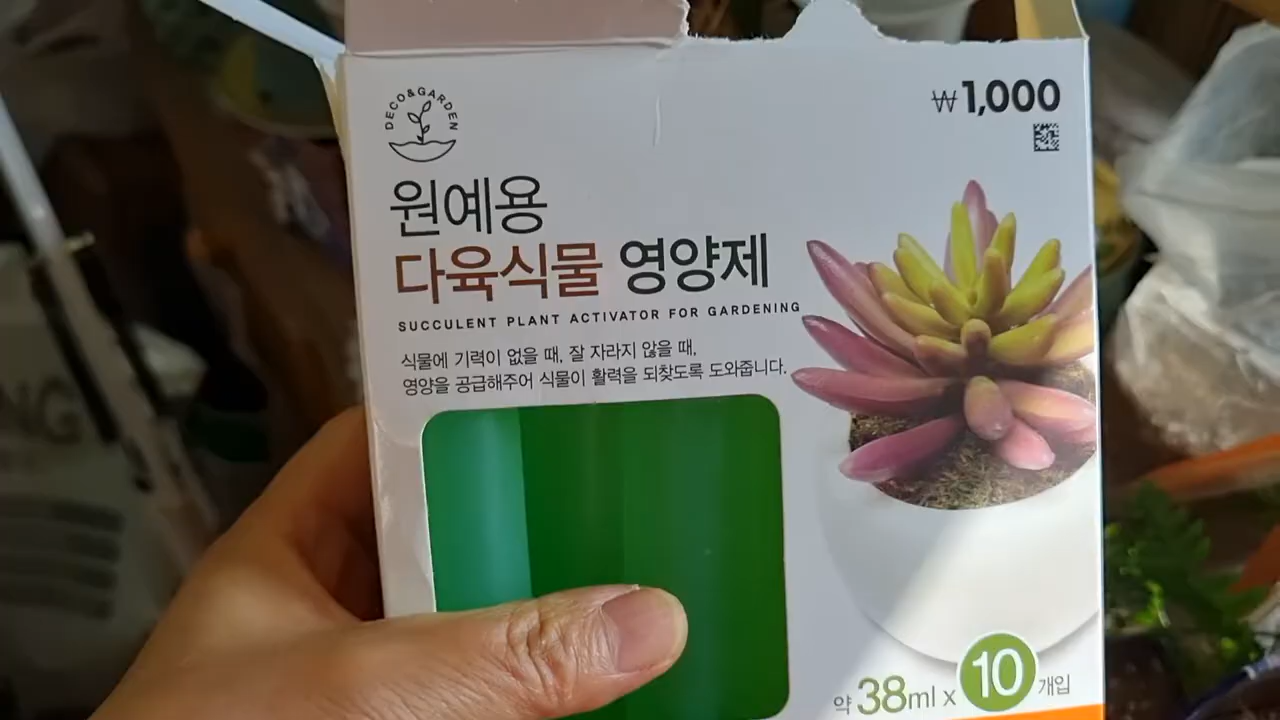 DECO&GARDEN
₩1,000
원예용
다육식물 영양제
SUCCULENT PLANT ACTIVATOR FOR GARDENING
식물에 기력이 없을 때, 잘 자라지 않을 때,
영양을 공급해주어 식물이 활력을 되찾도록 도와줍니다.
약 38ml x 10 개입